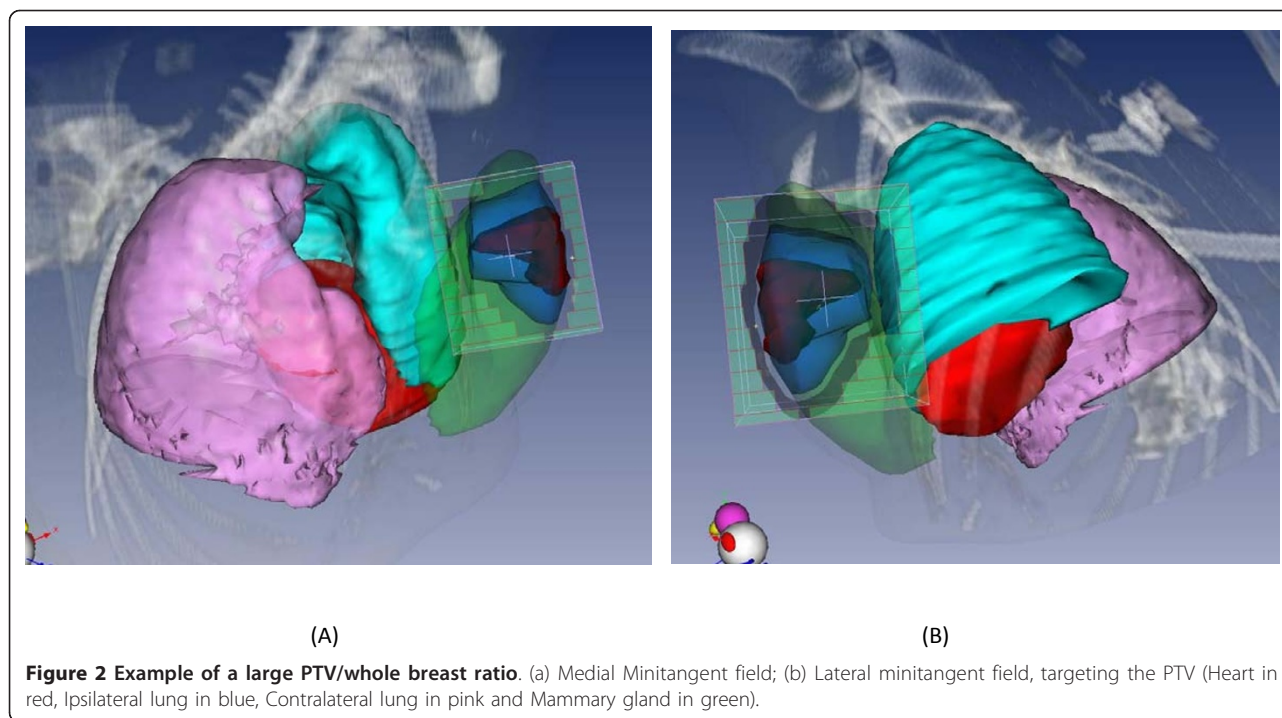 (A) (B)
Figure 2 Example of a large PTV/whole breast ratio. (a) Medial Minitangent field; (b) Lateral minitangent field, targeting the PTV (Heart in
red, Ipsilateral lung in blue, Contralateral lung in pink and Mammary gland in green).